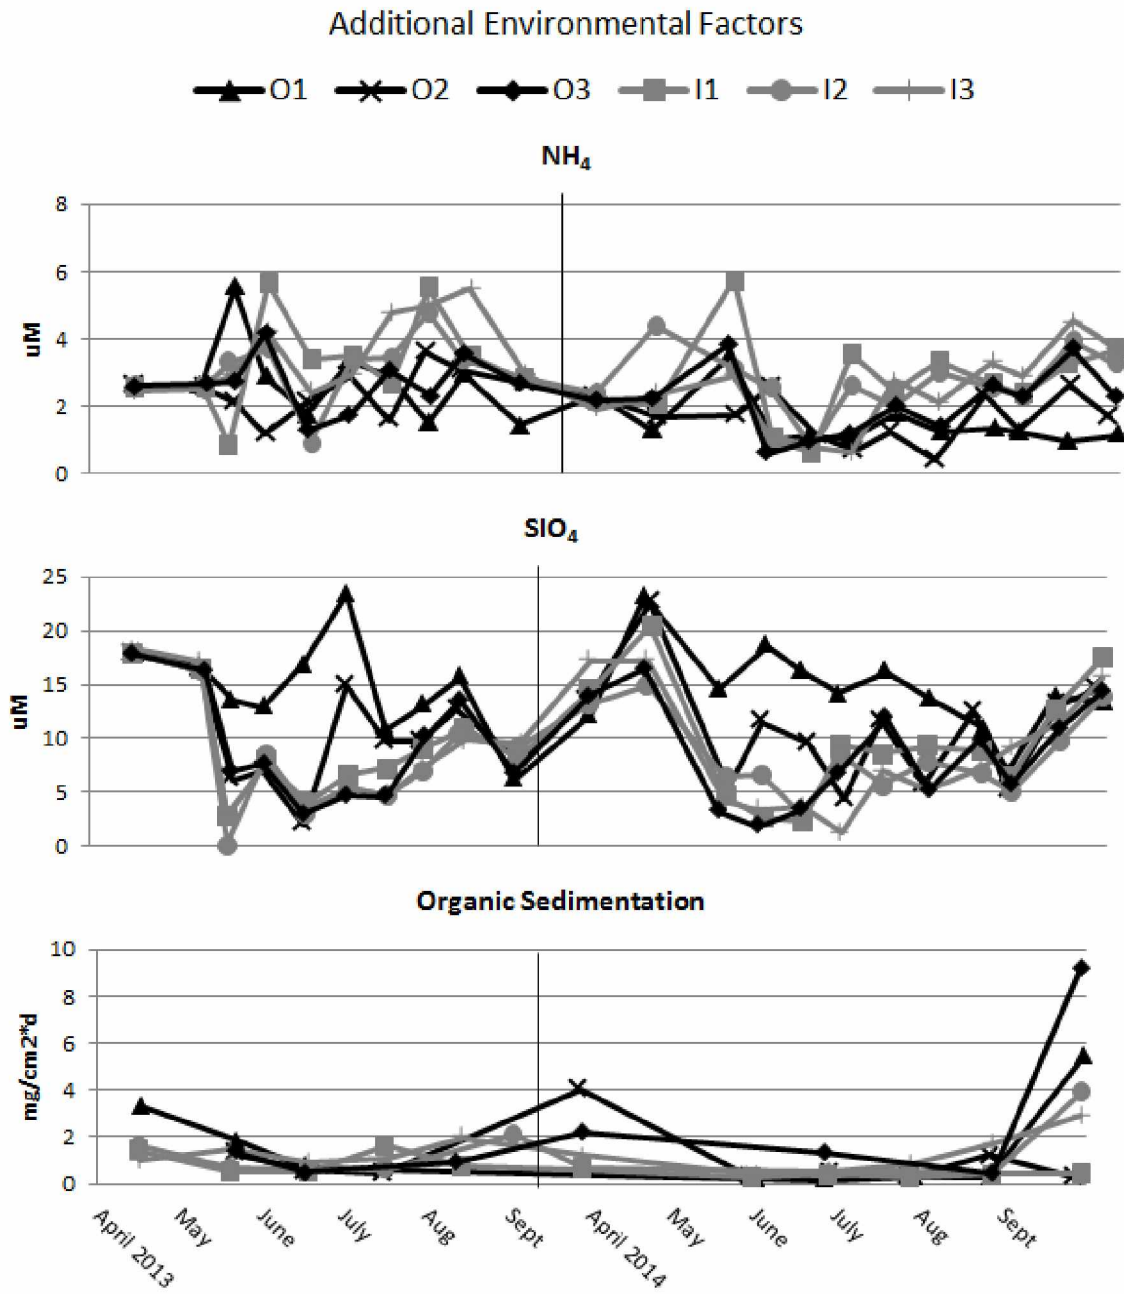 Additional Environmental Factors
O1 O2 O3 I1 I2 I3
NH4
8
6
4
2
0
uM
SIO4
25
20
15
10
5
0
uM
Organic Sedimentation
10
8
6
4
2
0
mg/cm2*d
April 2013 May June July Aug Sept April 2014 May June July Aug Sept